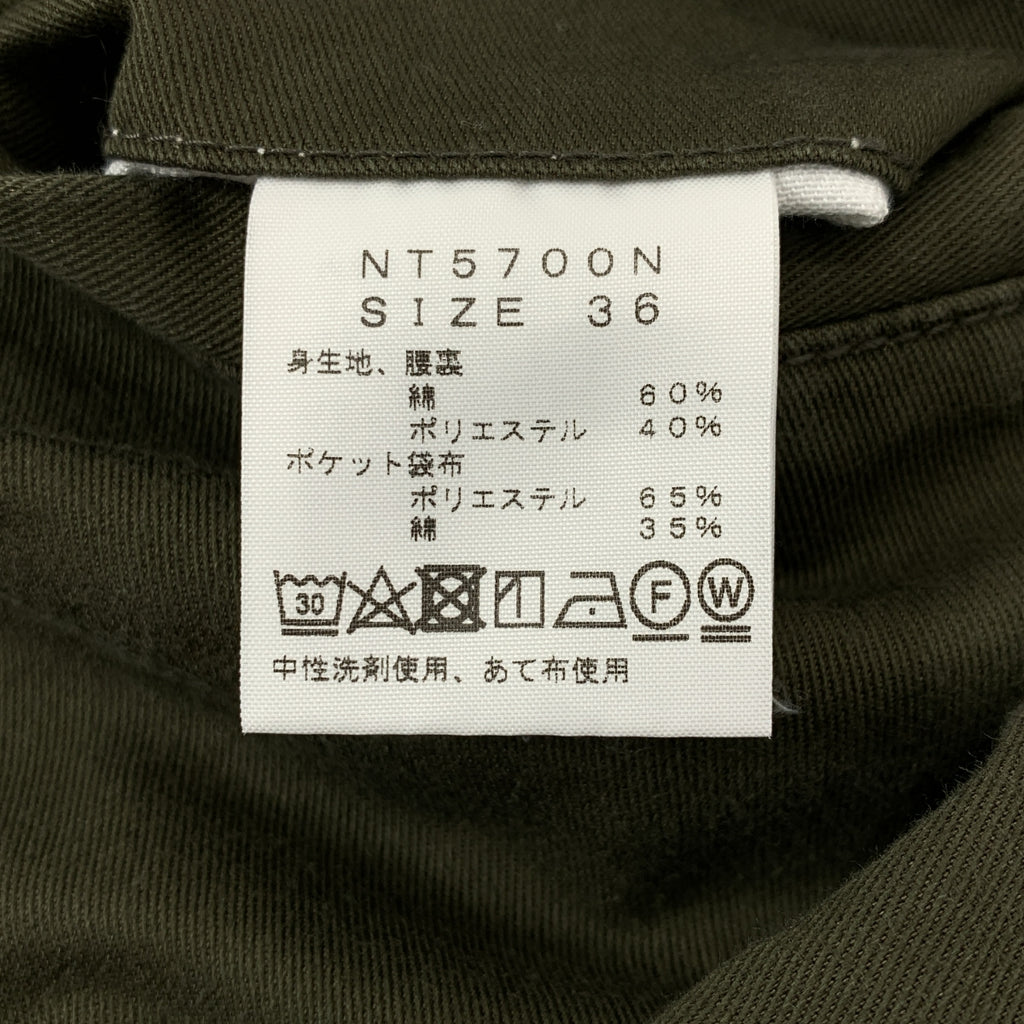 ＮＴ５７００Ｎ
ＳＩＺＥ　３６
身生地、腰裏
綿　６０％
ポリエステル　４０％
ポケット袋布
ポリエステル　６５％
綿　３５％
30 F W
中性洗剤使用、あて布使用